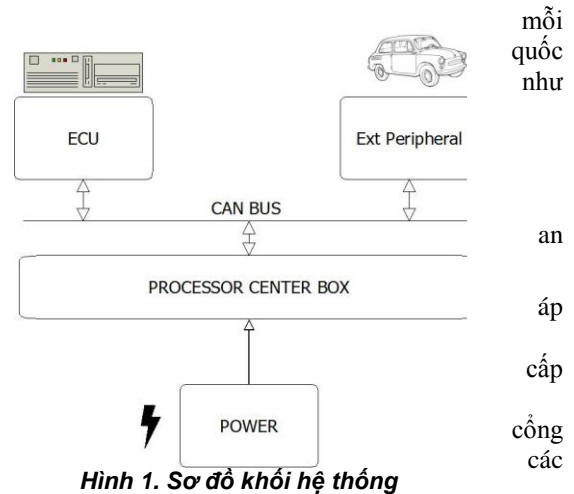 mỗi
quốc
như
ECU
Ext Peripheral
CAN BUS
an
PROCESSOR CENTER BOX
áp
cấp
POWER
cổng
các
Hình 1. Sơ đồ khối hệ thống